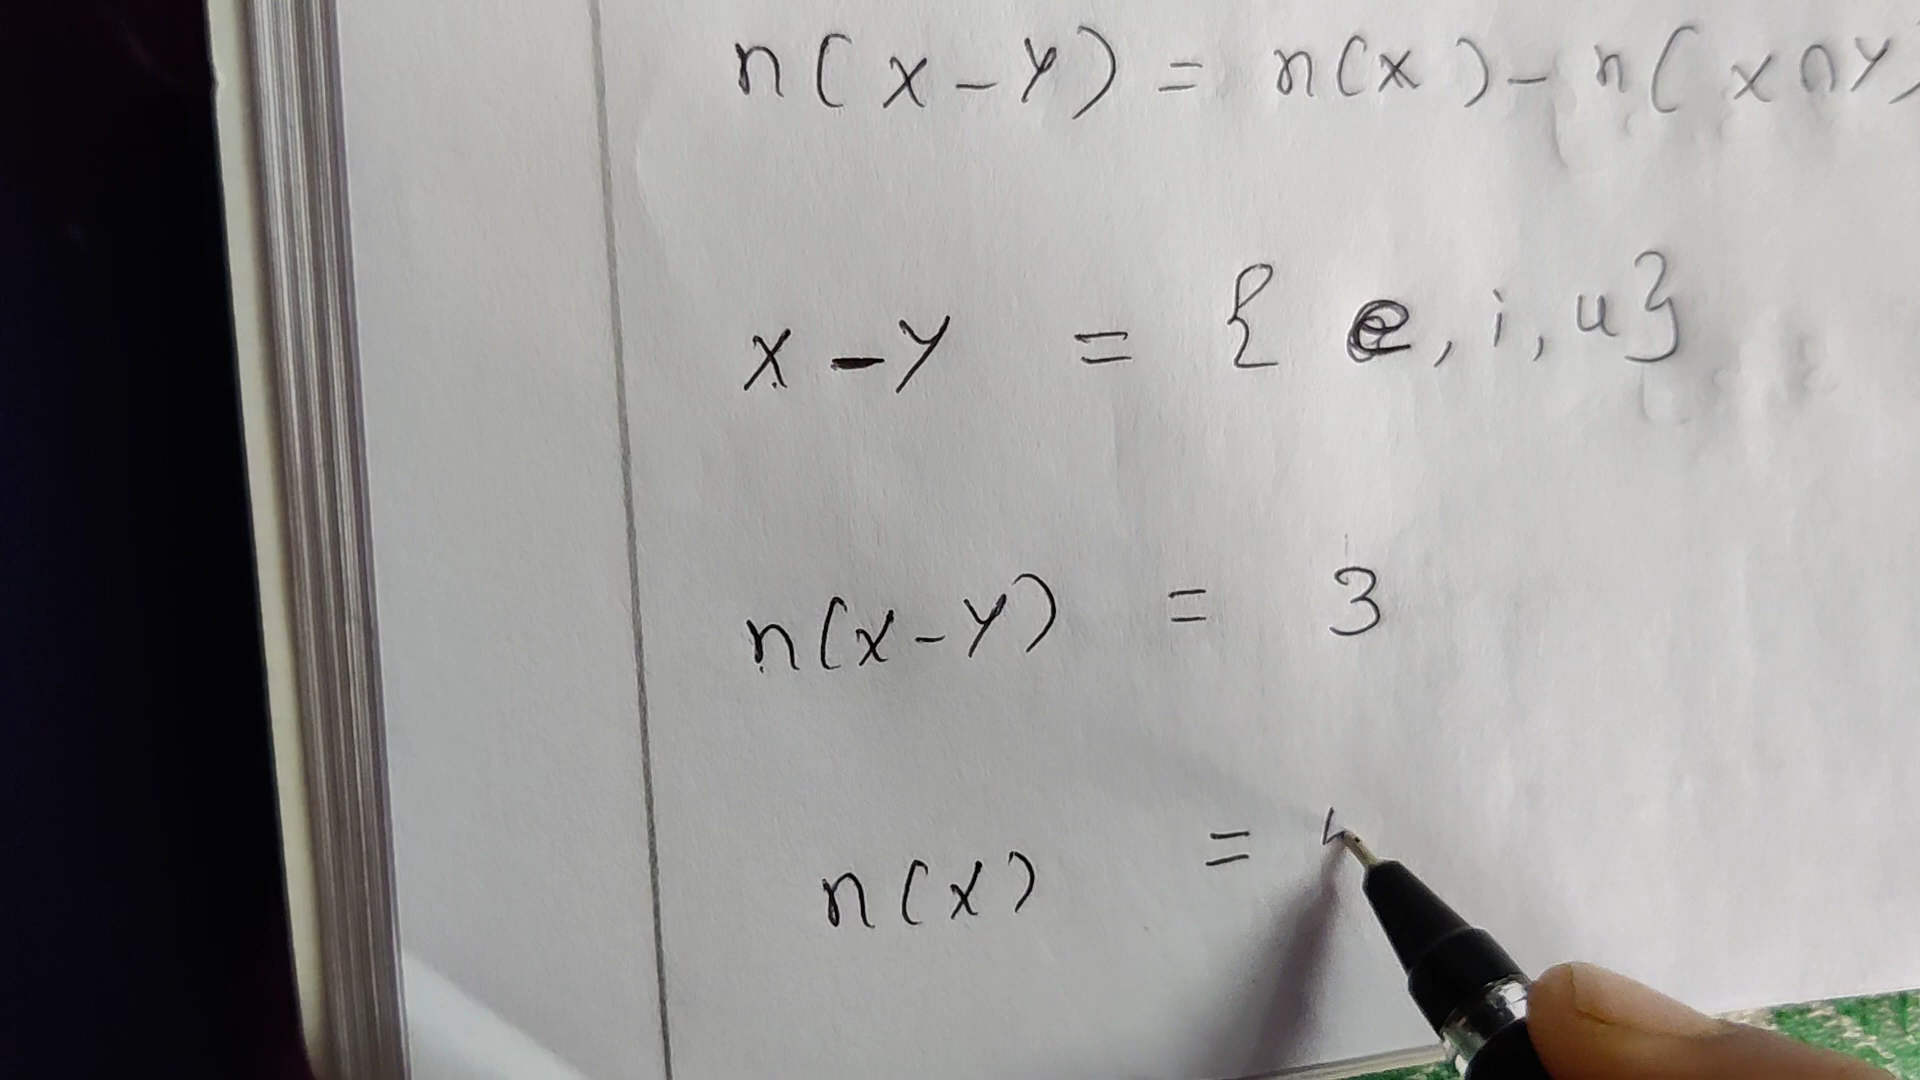 n(x-y) = n(x) - n(x∩y)
x - y = { e, i, u}
n(x-y) = 3
n(x) =